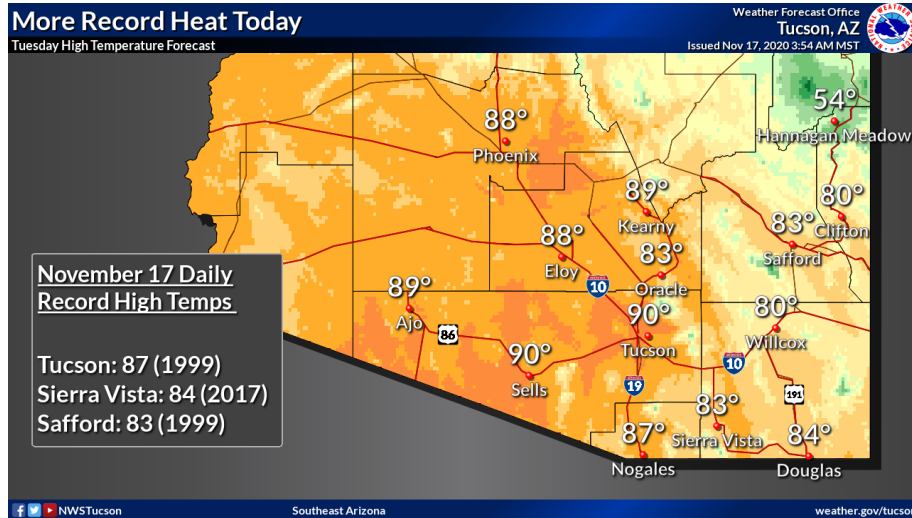 More Record Heat Today
Tuesday High Temperature Forecast
Weather Forecast Office
Tucson, AZ
Issued Nov 17, 2020 3:54 AM MST
54°
Hannagan Meadow
88°
Phoenix
89°
Kearny
80°
Clifton
83°
Safford
88°
Eloy
83°
Oracle
10
89°
Ajo
86
90°
Tucson
80°
Willcox
90°
Sells
10
19
191
83°
Sierra Vista
87°
Nogales
84°
Douglas
November 17 Daily
Record High Temps
Tucson: 87 (1999)
Sierra Vista: 84 (2017)
Safford: 83 (1999)
NWSTucson
Southeast Arizona
weather.gov/tucson